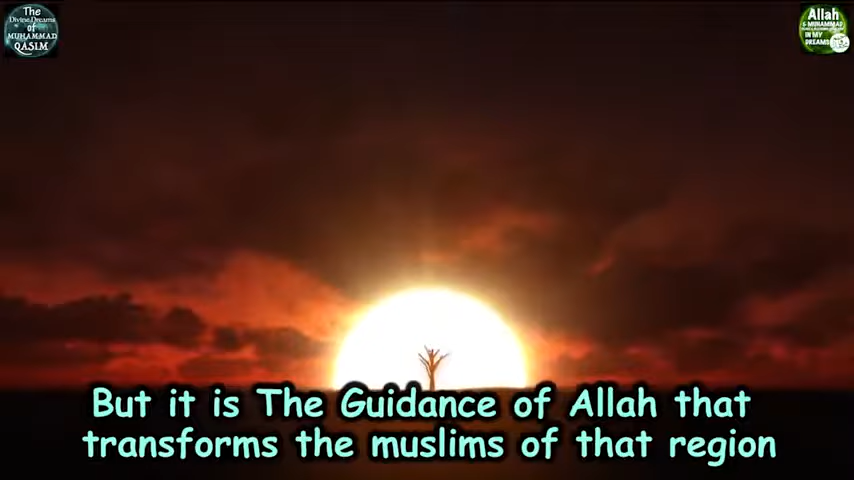 The
Divine Dreams
of
MUHAMMAD
QASIM
Allah
& MUHAMMAD
IN MY
DREAMS
But it is The Guidance of Allah that
transforms the muslims of that region